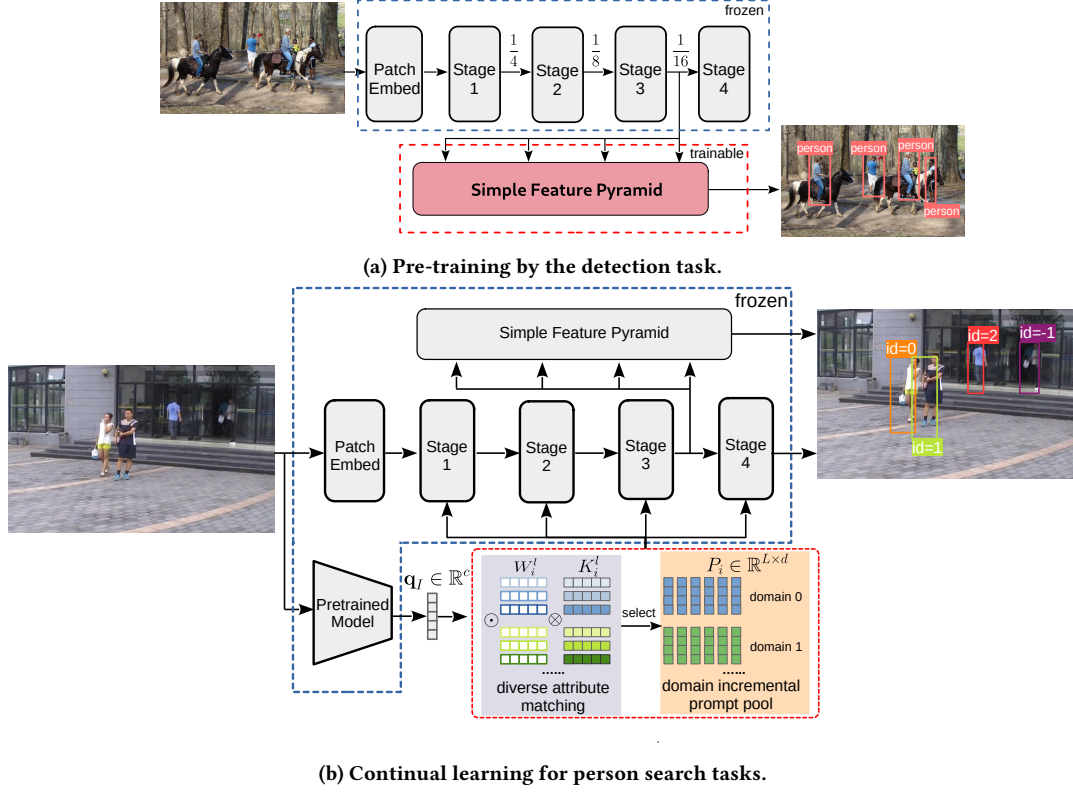 frozen
Patch
Embed
Stage
1
1/4
Stage
2
1/8
Stage
3
1/16
Stage
4
trainable
Simple Feature Pyramid
person
person
person
person
(a) Pre-training by the detection task.
frozen
Simple Feature Pyramid
id=0
id=2
id=-1
id=1
Patch
Embed
Stage
1
Stage
2
Stage
3
Stage
4
Pretrained
Model
q_I ∈ ℝ^c
W_i^l
K_i^l
⊙
⊗
......
diverse attribute
matching
select
P_i ∈ ℝ^{L×d}
domain 0
domain 1
......
domain incremental
prompt pool
(b) Continual learning for person search tasks.